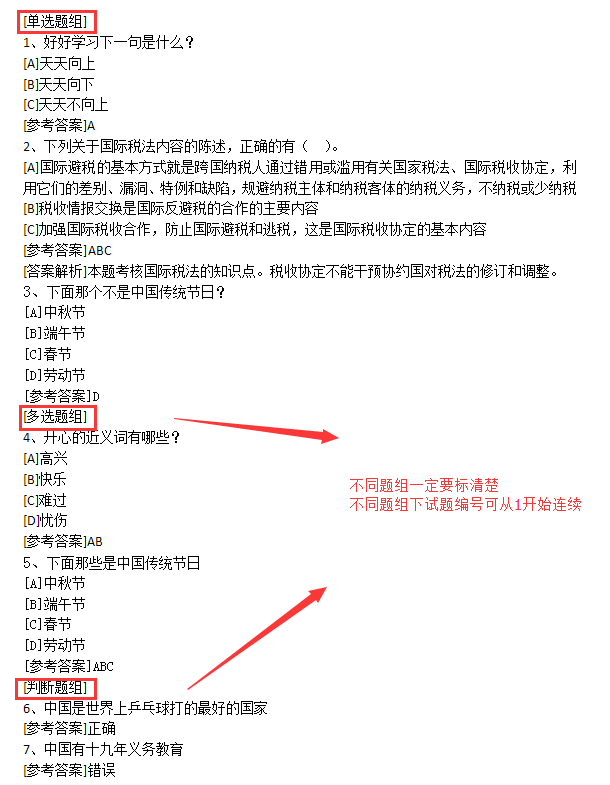 [单选题组]
1、好好学习下一句是什么？
[A]天天向上
[B]天天向下
[C]天天不向上
[参考答案]A
2、下列关于国际税法内容的陈述，正确的有（　）。
[A]国际避税的基本方式就是跨国纳税人通过错用或滥用有关国家税法、国际税收协定，利
用它们的差别、漏洞、特例和缺陷，规避纳税主体和纳税客体的纳税义务，不纳税或少纳税
[B]税收情报交换是国际反避税的合作的主要内容
[C]加强国际税收合作，防止国际避税和逃税，这是国际税收协定的基本内容
[参考答案]ABC
[答案解析]本题考核国际税法的知识点。税收协定不能干预协约国对税法的修订和调整。
3、下面那个不是中国传统节日？
[A]中秋节
[B]端午节
[C]春节
[D]劳动节
[参考答案]D
[多选题组]
4、开心的近义词有哪些？
[A]高兴
[B]快乐
[C]难过
[D]忧伤
[参考答案]AB
5、下面那些是中国传统节日
[A]中秋节
[B]端午节
[C]春节
[D]劳动节
[参考答案]ABC
[判断题组]
6、中国是世界上乒乓球打的最好的国家
[参考答案]正确
7、中国有十九年义务教育
[参考答案]错误
不同题组一定要标清楚
不同题组下试题编号可从1开始连续